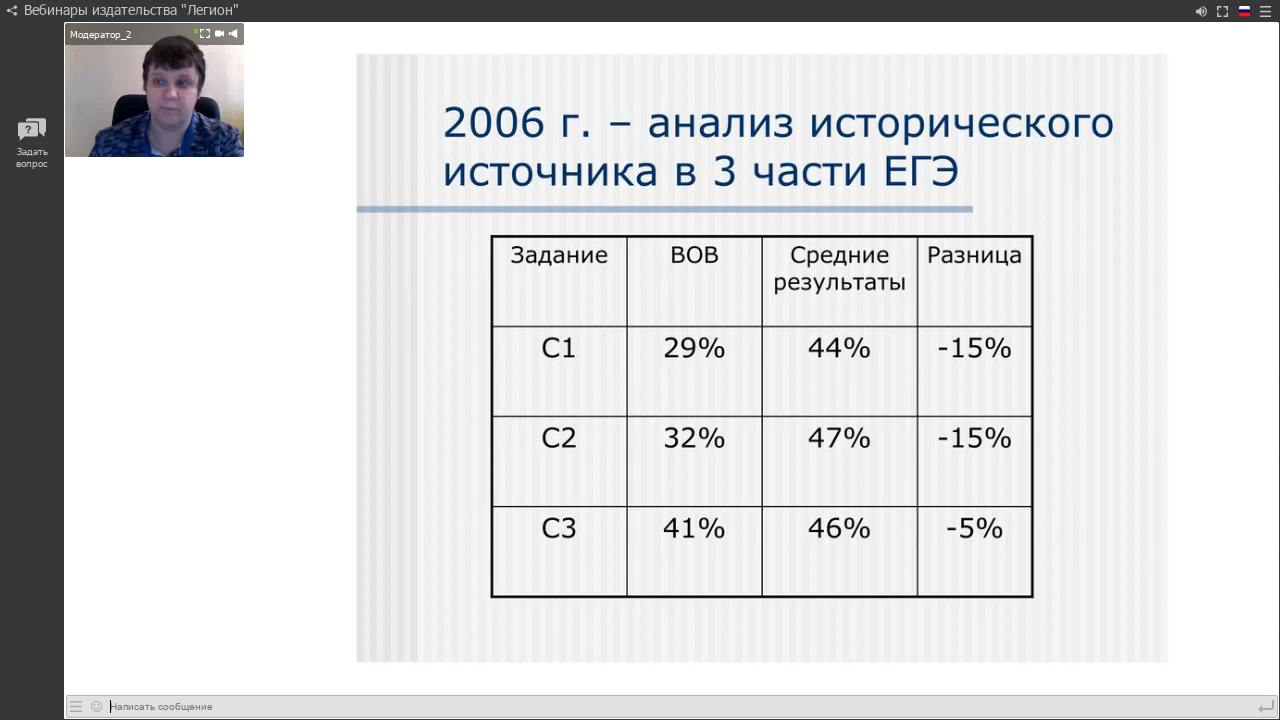 Вебинары издательства "Легион"
Модератор_2
Задать
вопрос
2006 г. – анализ исторического
источника в 3 части ЕГЭ
Задание ВОВ Средние результаты Разница
С1 29% 44% -15%
С2 32% 47% -15%
С3 41% 46% -5%
Написать сообщение